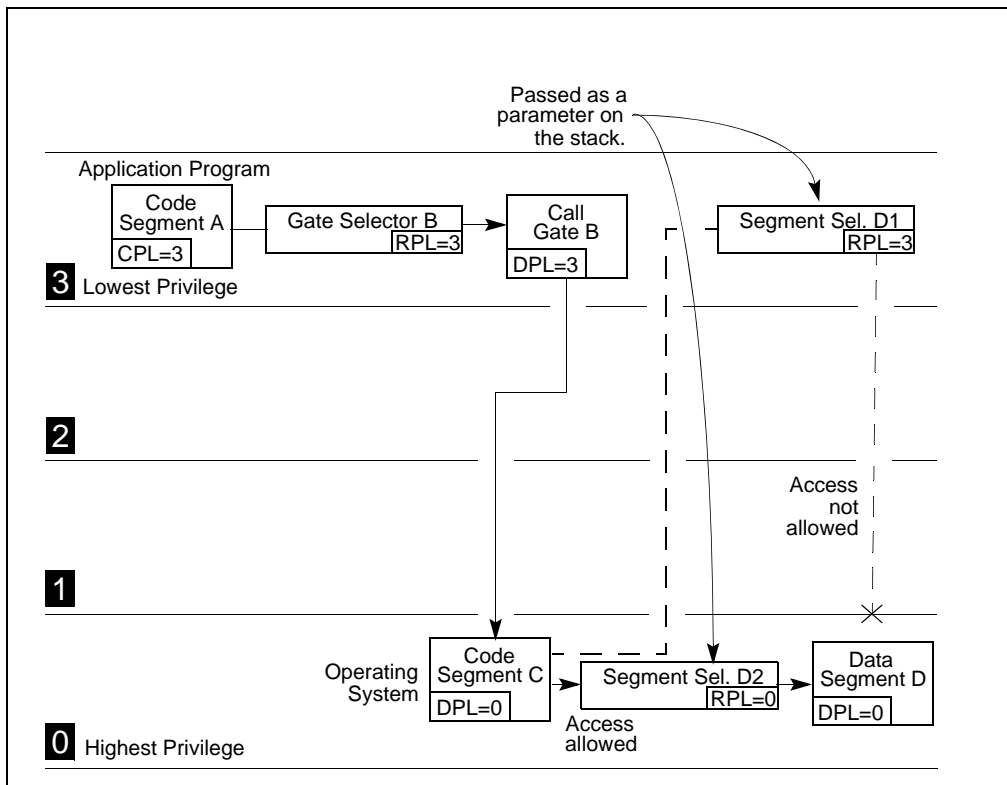 Passed as a
parameter on
the stack.
Application Program
Code
Segment A
CPL=3
Gate Selector B
RPL=3
Call
Gate B
DPL=3
Segment Sel. D1
RPL=3
3
Lowest Privilege
2
Access
not
allowed
1
Operating
System
Code
Segment C
DPL=0
Access
allowed
Segment Sel. D2
RPL=0
Data
Segment D
DPL=0
0
Highest Privilege